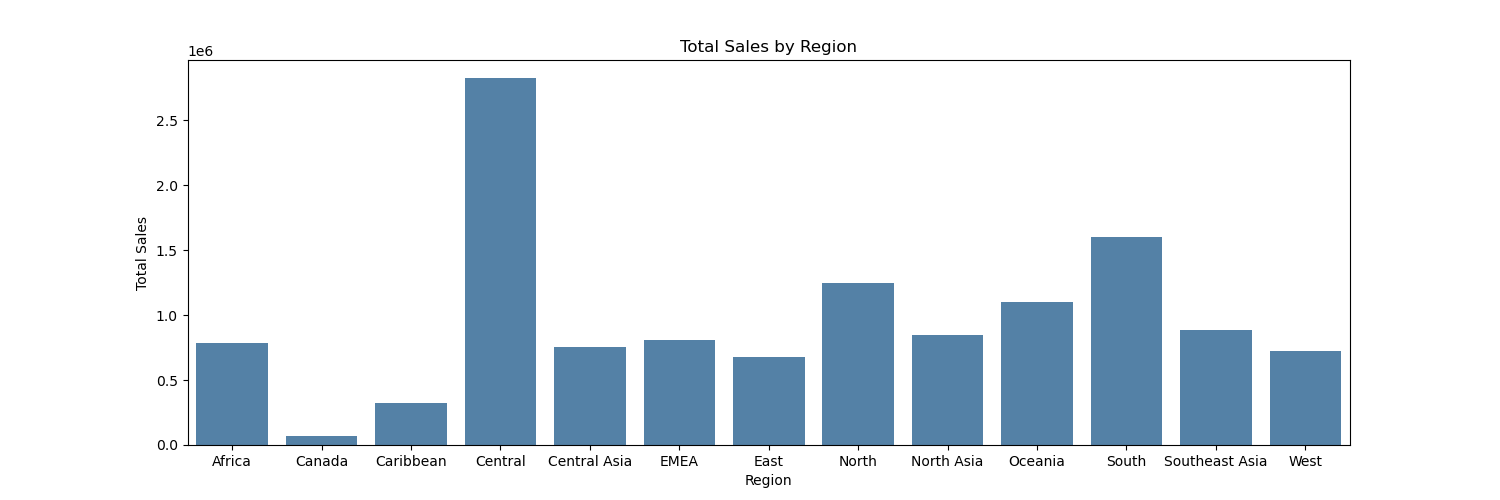 Total Sales by Region
1e6
Total Sales
2.5
2.0
1.5
1.0
0.5
0.0
Africa Canada Caribbean Central Central Asia EMEA East North North Asia Oceania South Southeast Asia West
Region